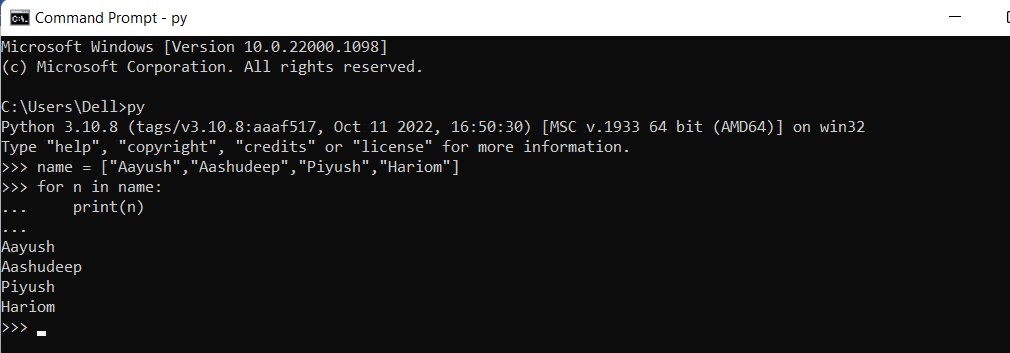 Command Prompt - py
Microsoft Windows [Version 10.0.22000.1098]
(c) Microsoft Corporation. All rights reserved.
C:\Users\Dell>py
Python 3.10.8 (tags/v3.10.8:aaaf517, Oct 11 2022, 16:50:30) [MSC v.1933 64 bit (AMD64)] on win32
Type "help", "copyright", "credits" or "license" for more information.
>>> name = ["Aayush","Aashudeep","Piyush","Hariom"]
>>> for n in name:
...     print(n)
...
Aayush
Aashudeep
Piyush
Hariom
>>>